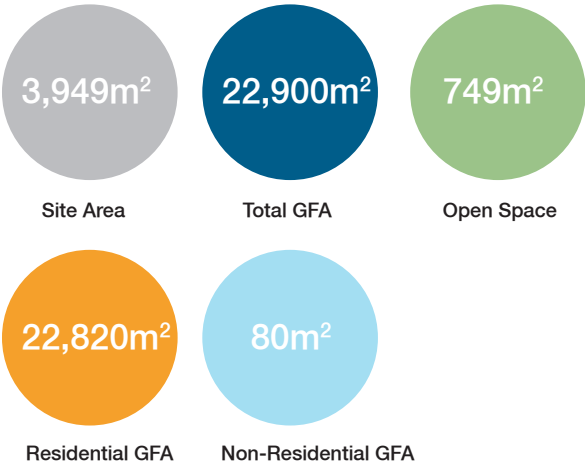 3,949m²
22,900m²
749m²
Site Area
Total GFA
Open Space
22,820m²
80m²
Residential GFA
Non-Residential GFA